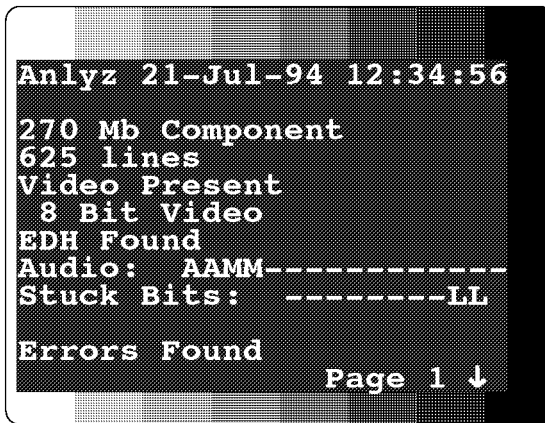 Anlyz 21-Jul-94 12:34:56
270 Mb Component
625 lines
Video Present
8 Bit Video
EDH Found
Audio: AAMM------------
Stuck Bits: --------LL
Errors Found
Page 1 ↓